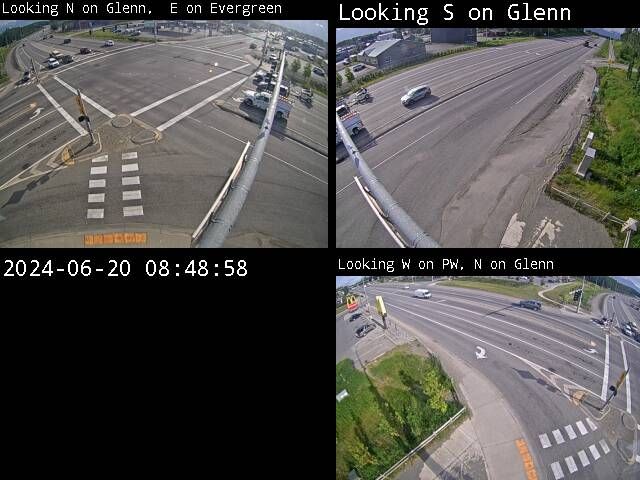 Looking N on Glenn, E on Evergreen
Looking S on Glenn
2024-06-20 08:48:58
Looking W on PW, N on Glenn